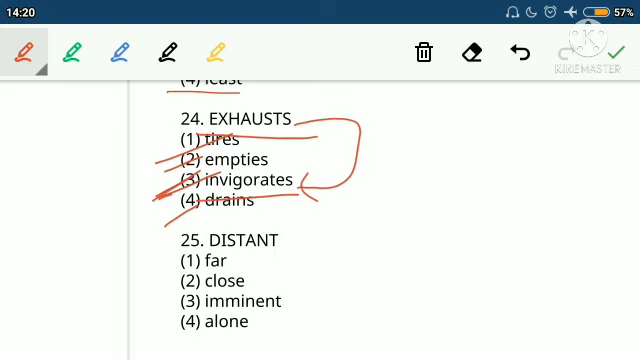 14:20
57%
KINEMASTER
(4) least
24. EXHAUSTS
(1) tires
(2) empties
(3) invigorates
(4) drains
25. DISTANT
(1) far
(2) close
(3) imminent
(4) alone